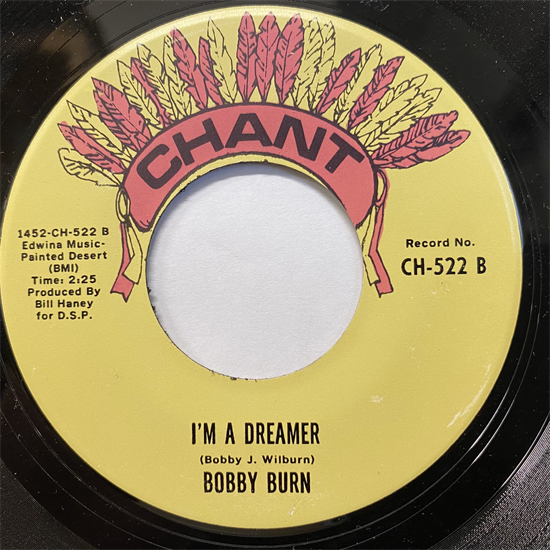 CHANT
1452-CH-522 B
Edwina Music-
Painted Desert
(BMI)
Time: 2:25
Produced By
Bill Haney
for D.S.P.
Record No.
CH-522 B
I'M A DREAMER
(Bobby J. Wilburn)
BOBBY BURN